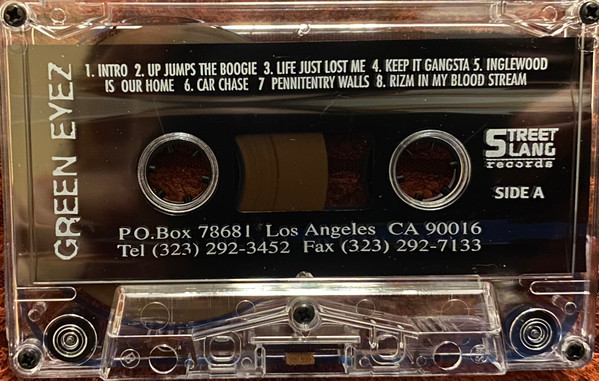 GREEN EYEZ
1. INTRO 2. UP JUMPS THE BOOGIE 3. LIFE JUST LOST ME 4. KEEP IT GANGSTA 5. INGLEWOOD
IS OUR HOME 6. CAR CHASE 7 PENNITENTRY WALLS 8. RIZM IN MY BLOOD STREAM
STREET
SLANG
records
SIDE A
P.O.Box 78681 Los Angeles CA 90016
Tel (323) 292-3452 Fax (323) 292-7133